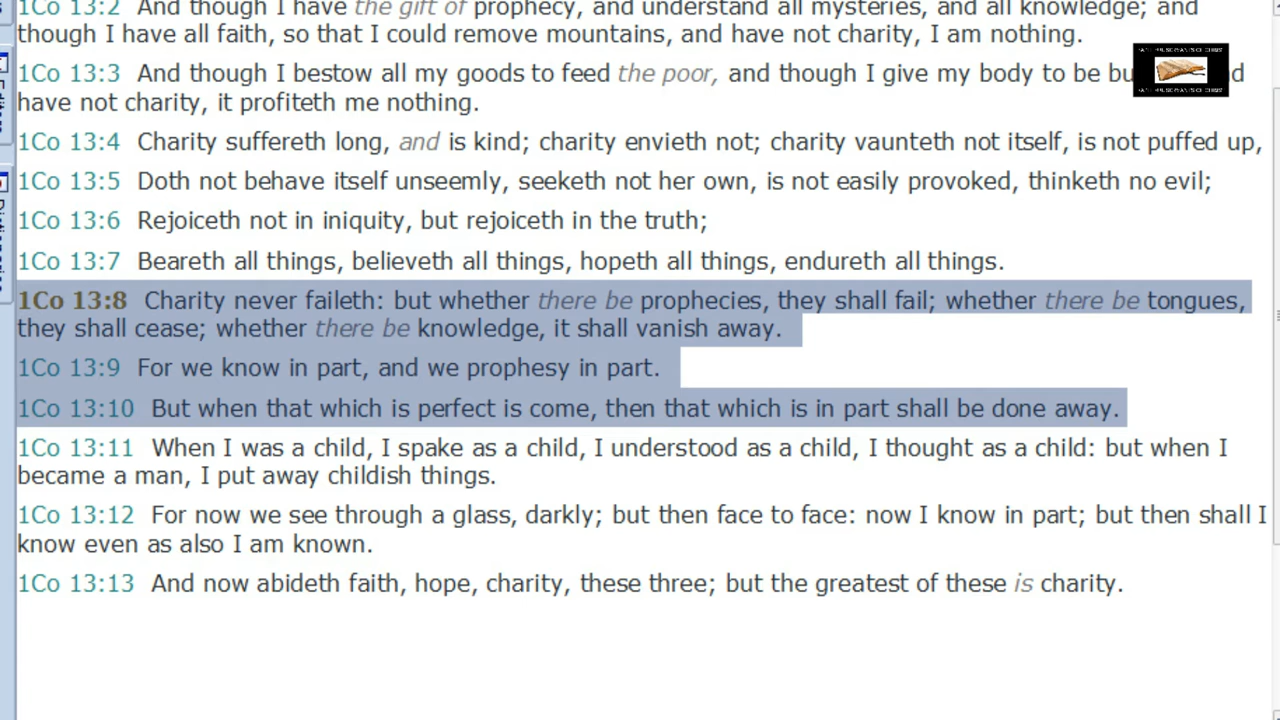 1Co 13:2 And though I have the gift of prophecy, and understand all mysteries, and all knowledge; and
though I have all faith, so that I could remove mountains, and have not charity, I am nothing.
1Co 13:3 And though I bestow all my goods to feed the poor, and though I give my body to be
have not charity, it profiteth me nothing.
1Co 13:4 Charity suffereth long, and is kind; charity envieth not; charity vaunteth not itself, is not puffed up,
1Co 13:5 Doth not behave itself unseemly, seeketh not her own, is not easily provoked, thinketh no evil;
1Co 13:6 Rejoiceth not in iniquity, but rejoiceth in the truth;
1Co 13:7 Beareth all things, believeth all things, hopeth all things, endureth all things.
1Co 13:8 Charity never faileth: but whether there be prophecies, they shall fail; whether there be tongues,
they shall cease; whether there be knowledge, it shall vanish away.
1Co 13:9 For we know in part, and we prophesy in part.
1Co 13:10 But when that which is perfect is come, then that which is in part shall be done away.
1Co 13:11 When I was a child, I spake as a child, I understood as a child, I thought as a child: but when I
became a man, I put away childish things.
1Co 13:12 For now we see through a glass, darkly; but then face to face: now I know in part; but then shall I
know even as also I am known.
1Co 13:13 And now abideth faith, hope, charity, these three; but the greatest of these is charity.